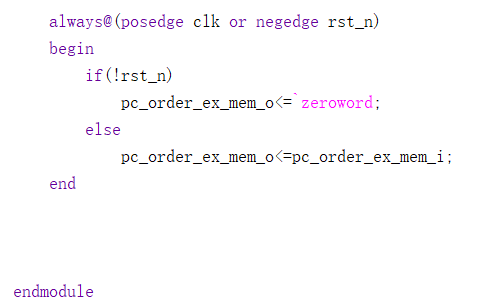 always@(posedge clk or negedge rst_n)
begin
if(!rst_n)
pc_order_ex_mem_o<=`zeroword;
else
pc_order_ex_mem_o<=pc_order_ex_mem_i;
end
endmodule